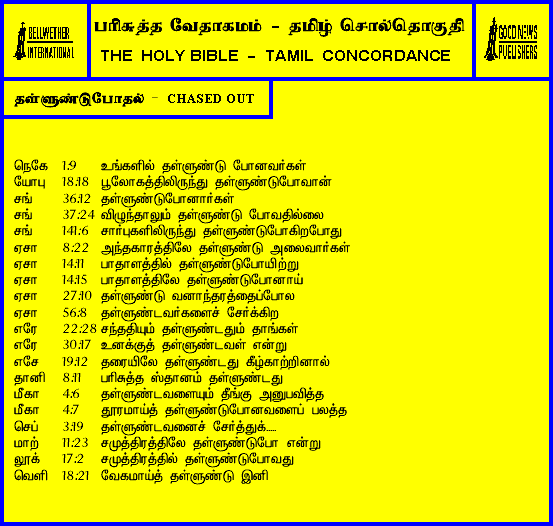 BELLWETHER
INTERNATIONAL
பரிசுத்த வேதாகமம் - தமிழ் சொல்தொகுதி
THE HOLY BIBLE - TAMIL CONCORDANCE
GOOD NEWS
PUBLISHERS
தள்ளுண்டுபோதல் - CHASED OUT
நெகே 1:9 உங்களில் தள்ளுண்டு போனவர்கள்
யோபு 18:18 பூலோகத்திலிருந்து தள்ளுண்டுபோவான்
சங் 36:12 தள்ளுண்டுபோனார்கள்
சங் 37:24 விழுந்தாலும் தள்ளுண்டு போவதில்லை
சங் 141:6 சார்புகளிலிருந்து தள்ளுண்டுபோகிறபோது
ஏசா 8:22 அந்தகாரத்திலே தள்ளுண்டு அலைவார்கள்
ஏசா 14:11 பாதாளத்தில் தள்ளுண்டுபோயிற்று
ஏசா 14:15 பாதாளத்திலே தள்ளுண்டுபோனாய்
ஏசா 27:10 தள்ளுண்டு வனாந்தரத்தைப்போல
ஏசா 56:8 தள்ளுண்டவர்களைச் சேர்க்கிற
எரே 22:28 சந்ததியும் தள்ளுண்டதும் தாங்கள்
எரே 30:17 உனக்குத் தள்ளுண்டவள் என்று
எசே 19:12 தரையிலே தள்ளுண்டது கீழ்காற்றினால்
தானி 8:11 பரிசுத்த ஸ்தானம் தள்ளுண்டது
மீகா 4:6 தள்ளுண்டவளையும் தீங்கு அனுபவித்த
மீகா 4:7 தூரமாய்த் தள்ளுண்டுபோனவளைப் பலத்த
செப் 3:19 தள்ளுண்டவனைச் சேர்த்துக்.....
மாற் 11:23 சமுத்திரத்திலே தள்ளுண்டுபோ என்று
லூக் 17:2 சமுத்திரத்தில் தள்ளுண்டுபோவது
வெளி 18:21 வேகமாய்த் தள்ளுண்டு இனி